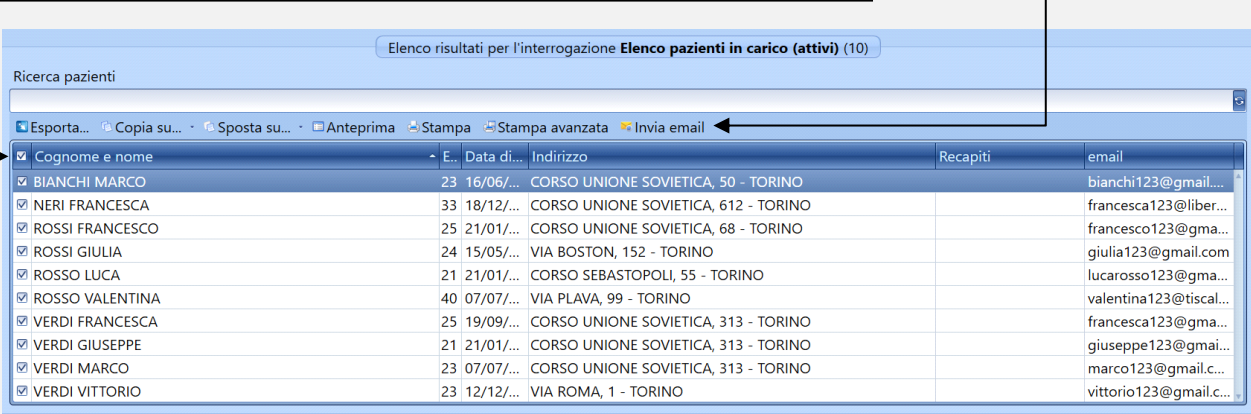 Elenco risultati per l'interrogazione Elenco pazienti in carico (attivi) (10)
Ricerca pazienti
Esporta... Copia su... Sposta su... Anteprima Stampa Stampa avanzata Invia email
Cognome e nome E.. Data di... Indirizzo Recapiti email
BIANCHI MARCO 23 16/06/... CORSO UNIONE SOVIETICA, 50 - TORINO bianchi123@gmail....
NERI FRANCESCA 33 18/12/... CORSO UNIONE SOVIETICA, 612 - TORINO francesca123@liber...
ROSSI FRANCESCO 25 21/01/... CORSO UNIONE SOVIETICA, 68 - TORINO francesco123@gma...
ROSSI GIULIA 24 15/05/... VIA BOSTON, 152 - TORINO giulia123@gmail.com
ROSSO LUCA 21 21/01/... CORSO SEBASTOPOLI, 55 - TORINO lucarosso123@gma...
ROSSO VALENTINA 40 07/07/... VIA PLAVA, 99 - TORINO valentina123@tiscal...
VERDI FRANCESCA 25 19/09/... CORSO UNIONE SOVIETICA, 313 - TORINO francesca123@gma...
VERDI GIUSEPPE 21 21/01/... CORSO UNIONE SOVIETICA, 313 - TORINO giuseppe123@gmai...
VERDI MARCO 23 07/07/... CORSO UNIONE SOVIETICA, 313 - TORINO marco123@gmail.c...
VERDI VITTORIO 23 12/12/... VIA ROMA, 1 - TORINO vittorio123@gmail.c...